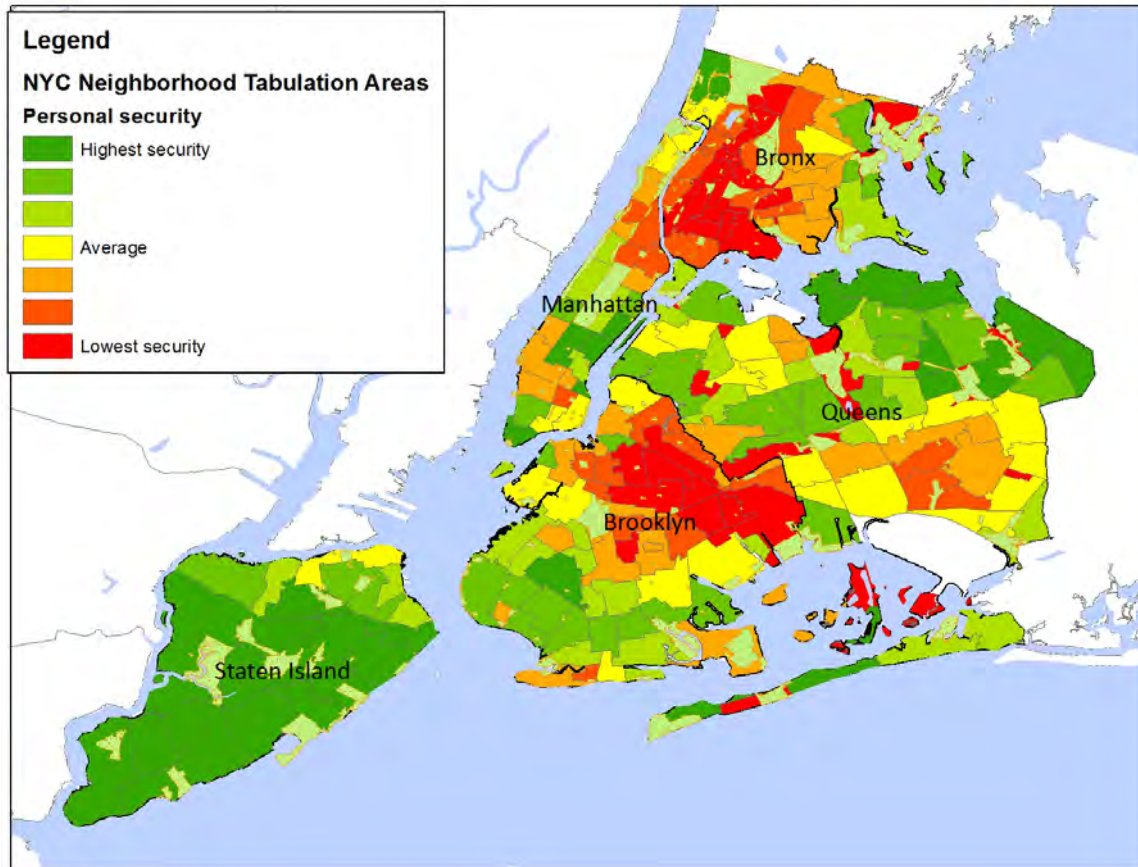 Legend
NYC Neighborhood Tabulation Areas
Personal security
Highest security
Average
Lowest security
Bronx
Manhattan
Queens
Brooklyn
Staten Island